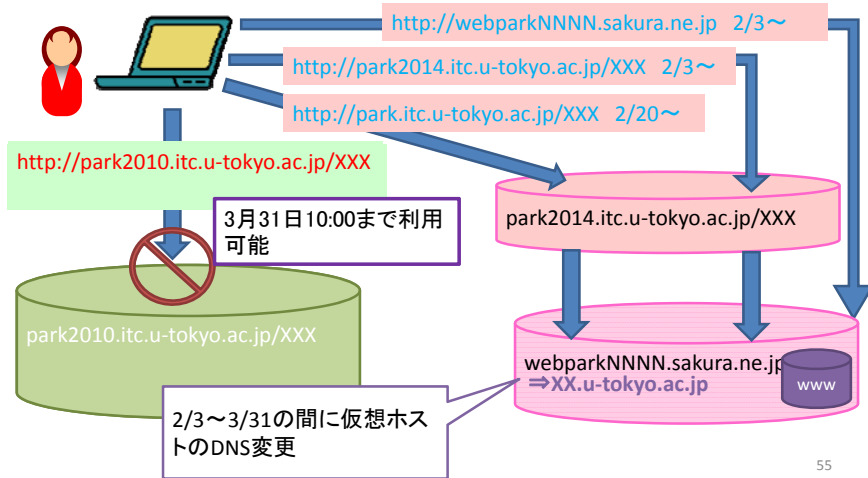 http://webparkNNNN.sakura.ne.jp 2/3～
http://park2014.itc.u-tokyo.ac.jp/XXX 2/3～
http://park.itc.u-tokyo.ac.jp/XXX 2/20～
http://park2010.itc.u-tokyo.ac.jp/XXX
3月31日10:00まで利用
可能
park2014.itc.u-tokyo.ac.jp/XXX
park2010.itc.u-tokyo.ac.jp/XXX
webparkNNNN.sakura.ne.jp
⇒XX.u-tokyo.ac.jp
www
2/3～3/31の間に仮想ホス
トのDNS変更
55